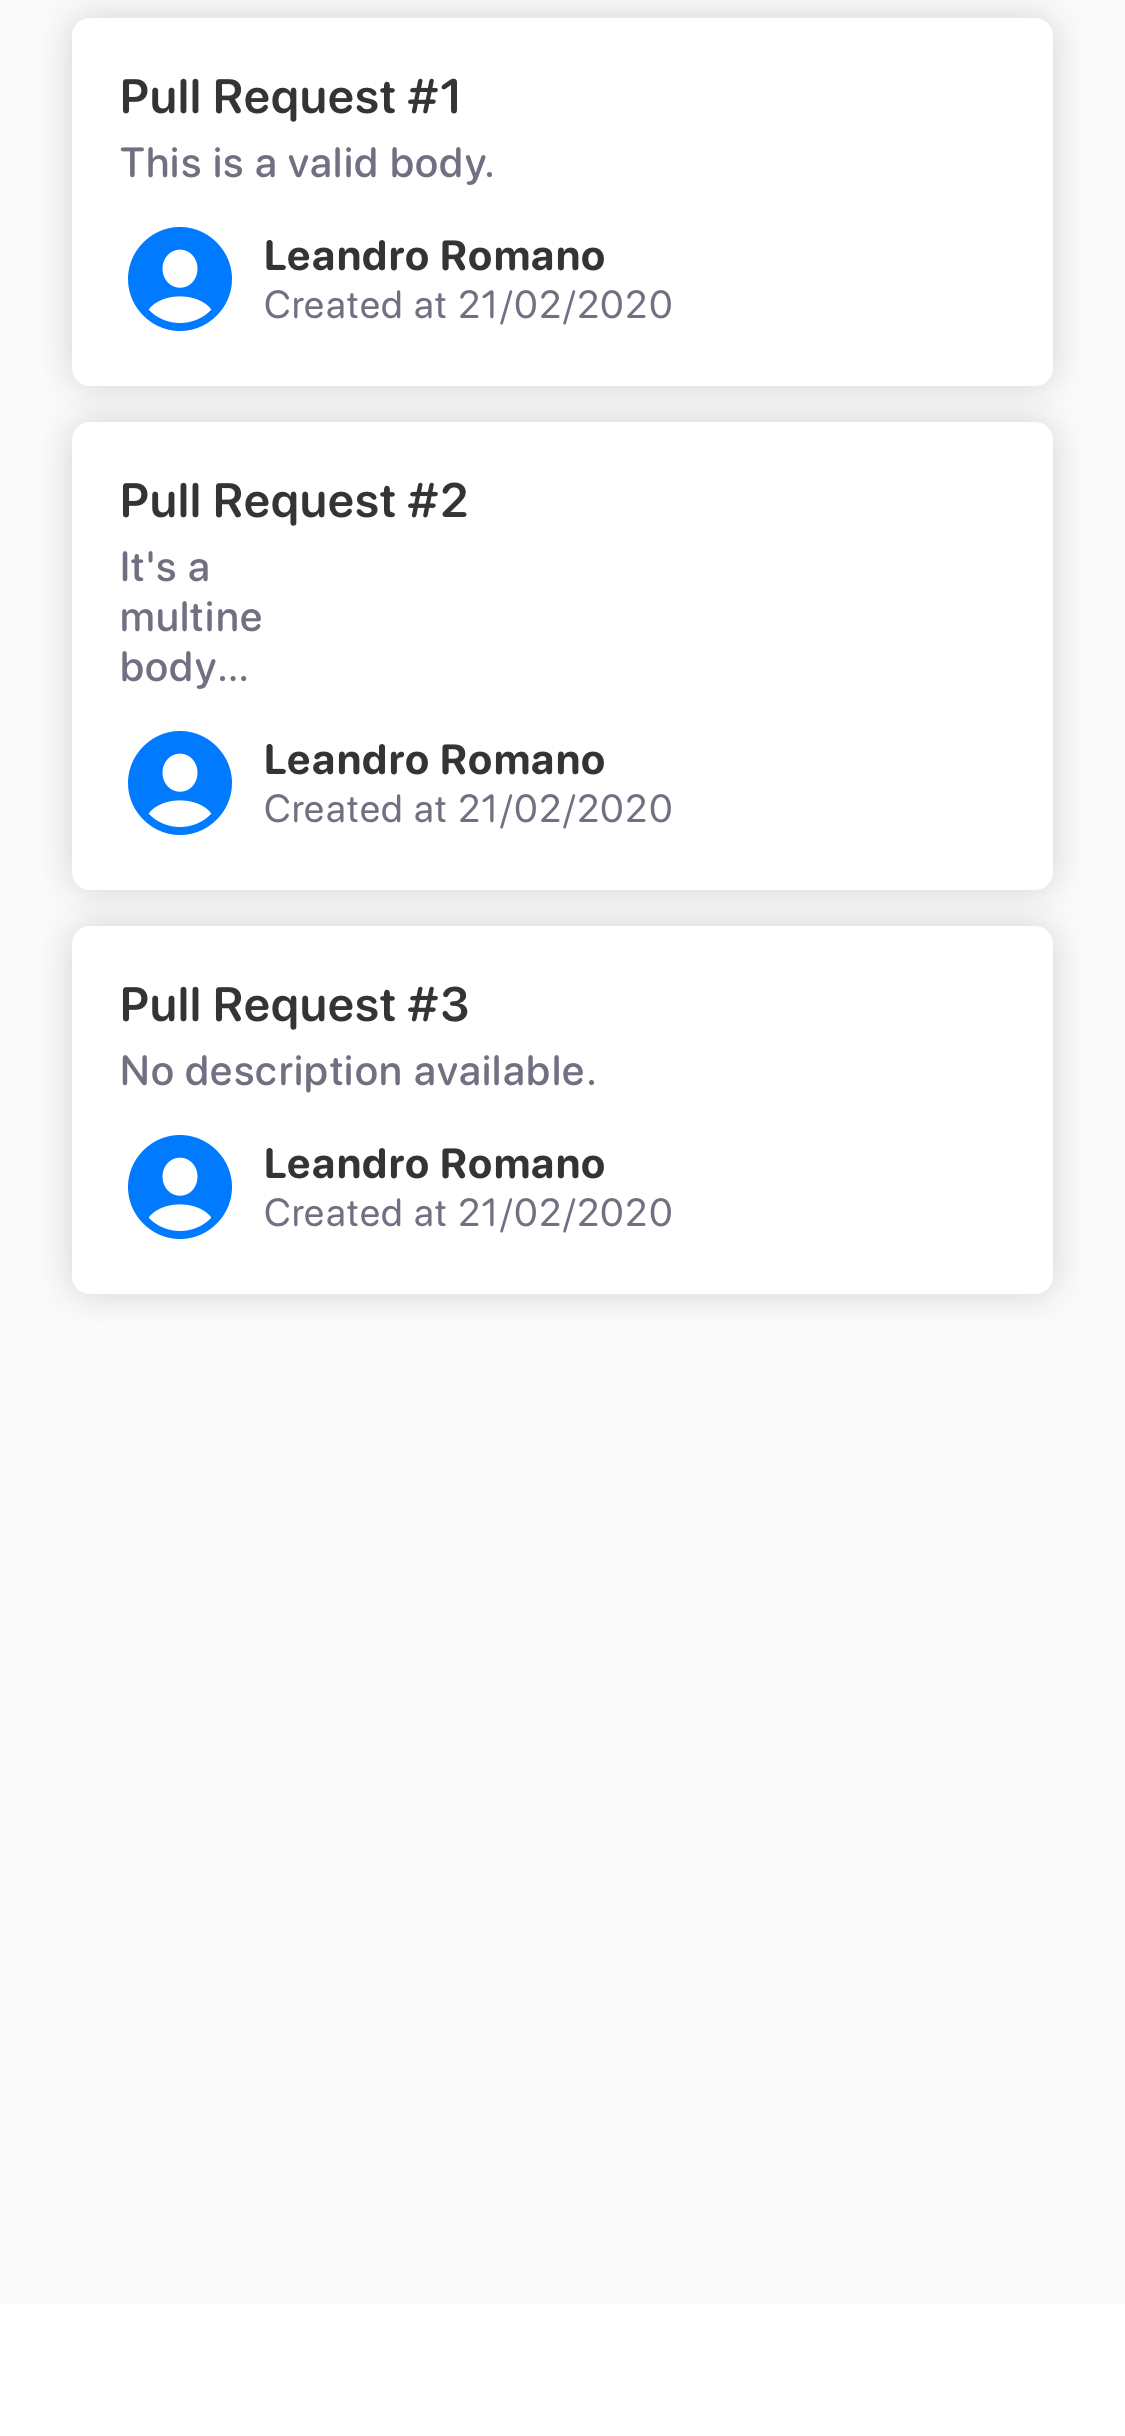 Pull Request #1
This is a valid body.
Leandro Romano
Created at 21/02/2020
Pull Request #2
It's a
multine
body...
Leandro Romano
Created at 21/02/2020
Pull Request #3
No description available.
Leandro Romano
Created at 21/02/2020